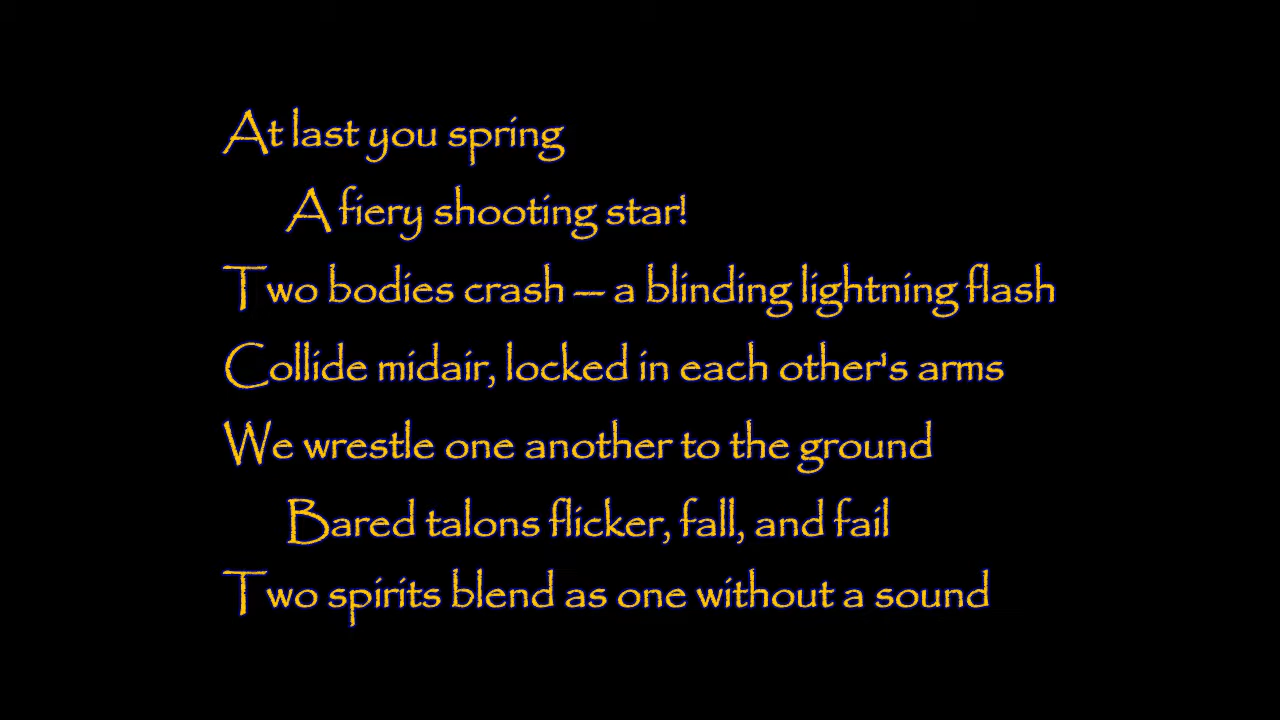 At last you spring
A fiery shooting star!
Two bodies crash — a blinding lightning flash
Collide midair, locked in each other's arms
We wrestle one another to the ground
Bared talons flicker, fall, and fail
Two spirits blend as one without a sound